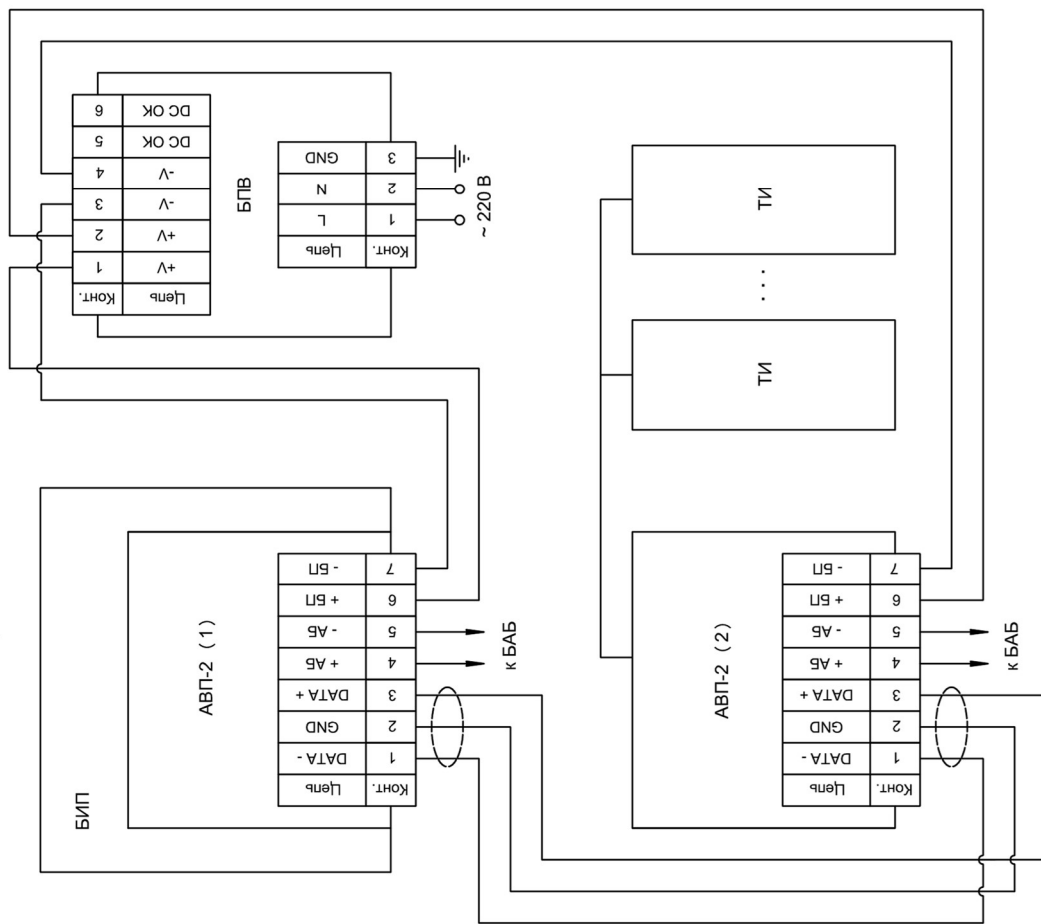 БИП
АВП-2 (1)
Конт. Цепь
1 DATA -
2 GND
3 DATA +
4 + АБ
5 - АБ
6 + БП
7 - БП
к БАБ
БПВ
Цепь Конт.
+V 1
+V 2
-V 3
-V 4
DC OK 5
DC OK 6
Конт. Цепь
1 L
2 N
3 GND
~ 220 В
АВП-2 (2)
Конт. Цепь
1 DATA -
2 GND
3 DATA +
4 + АБ
5 - АБ
6 + БП
7 - БП
к БАБ
ТИ
. . . .
ТИ